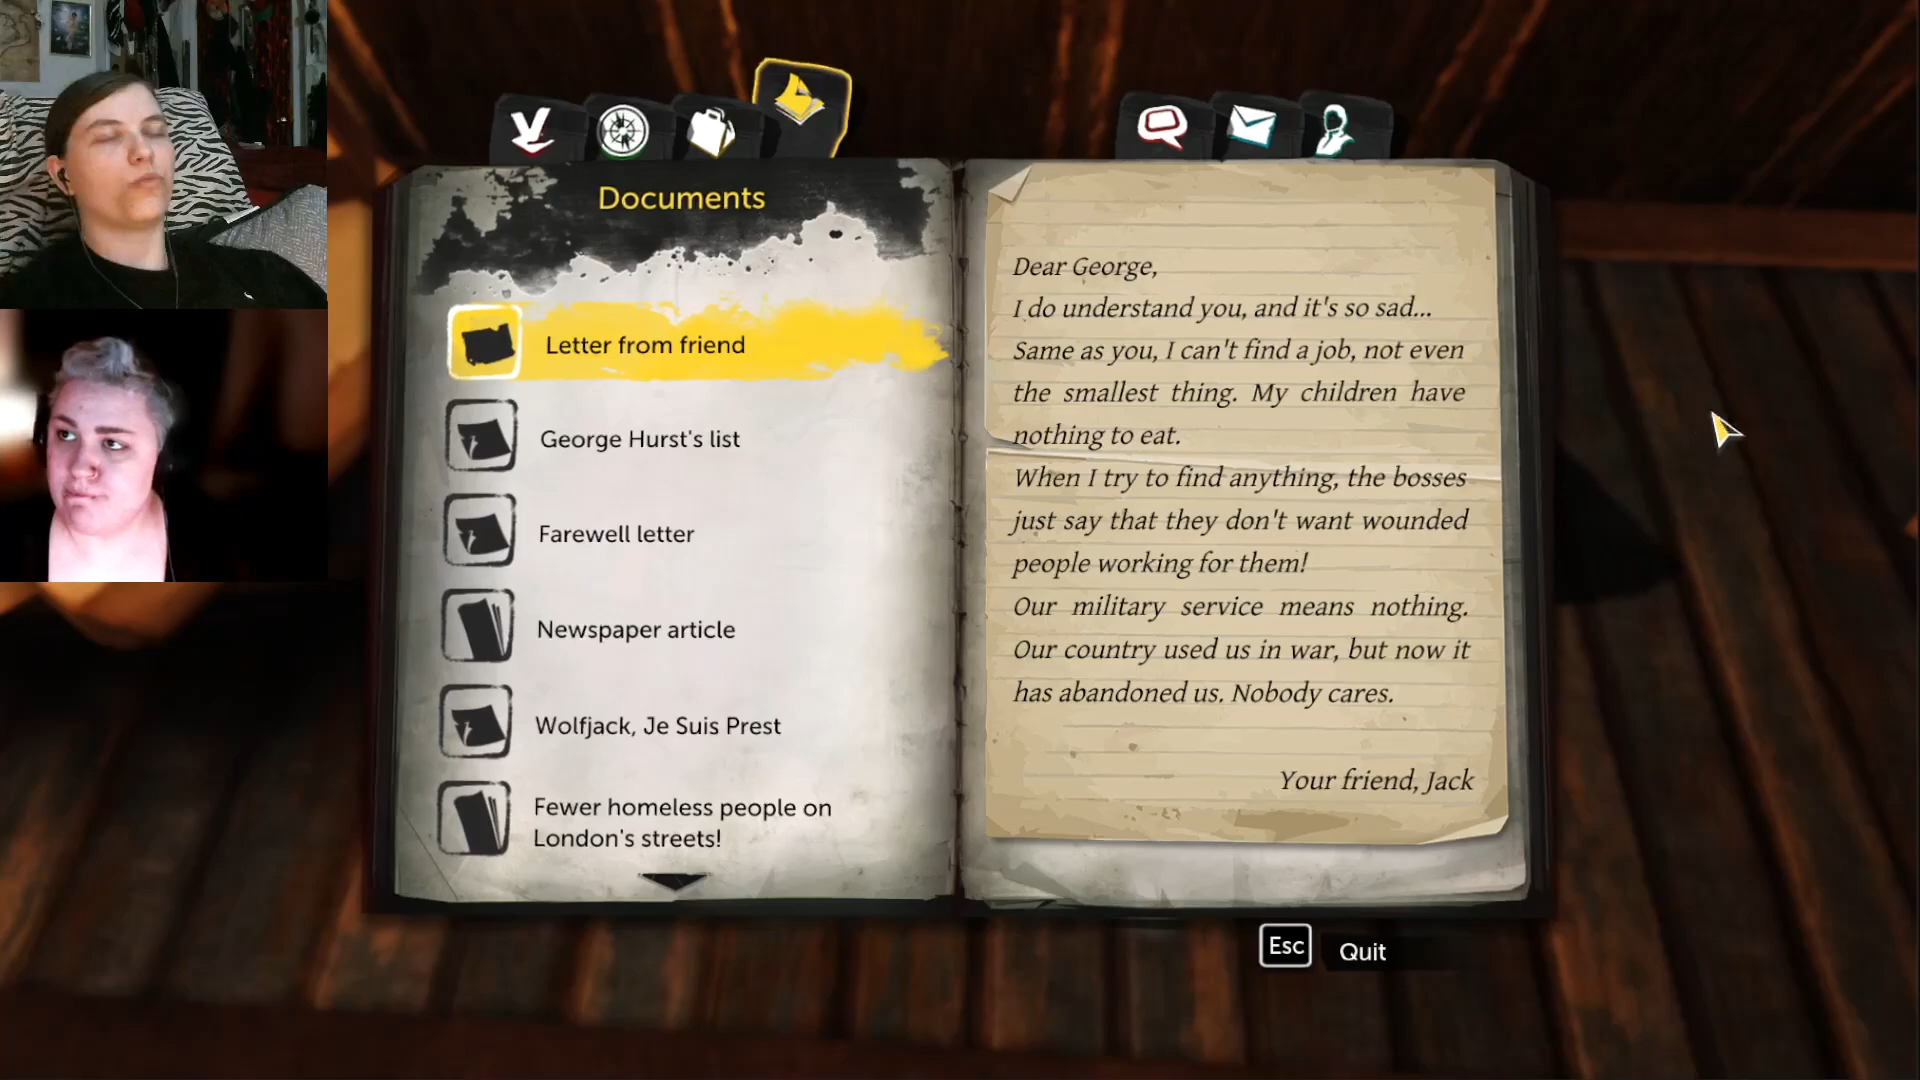 Documents
Letter from friend
George Hurst's list
Farewell letter
Newspaper article
Wolfjack, Je Suis Prest
Fewer homeless people on
London's streets!
Dear George,
I do understand you, and it's so sad...
Same as you, I can't find a job, not even
the smallest thing. My children have
nothing to eat.
When I try to find anything, the bosses
just say that they don't want wounded
people working for them!
Our military service means nothing.
Our country used us in war, but now it
has abandoned us. Nobody cares.
Your friend, Jack
Esc Quit